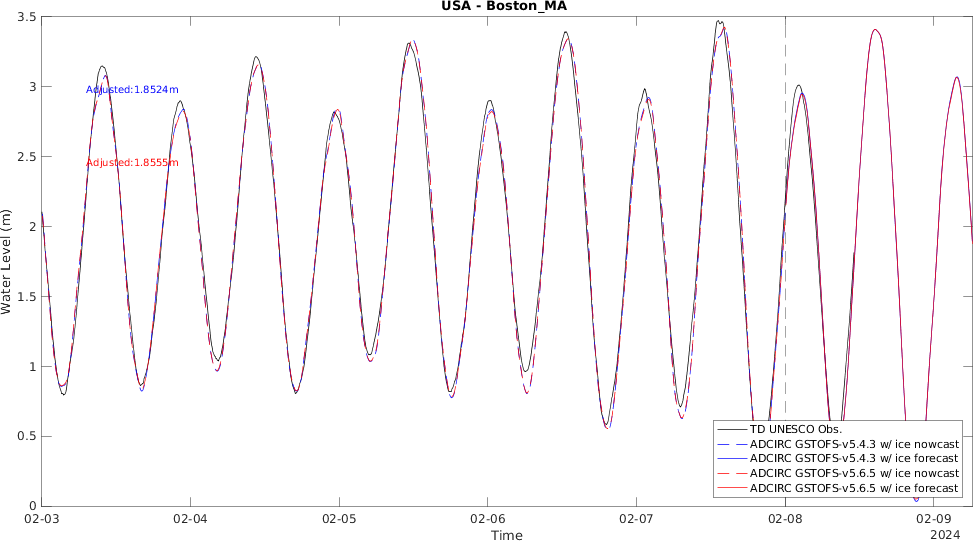 USA - Boston_MA
3.5
3
2.5
2
1.5
1
0.5
0
Water Level (m)
Adjusted:1.8524m
Adjusted:1.8555m
TD UNESCO Obs.
ADCIRC GSTOFS-v5.4.3 w/ ice nowcast
ADCIRC GSTOFS-v5.4.3 w/ ice forecast
ADCIRC GSTOFS-v5.6.5 w/ ice nowcast
ADCIRC GSTOFS-v5.6.5 w/ ice forecast
02-03 02-04 02-05 02-06 02-07 02-08 02-09
Time
2024